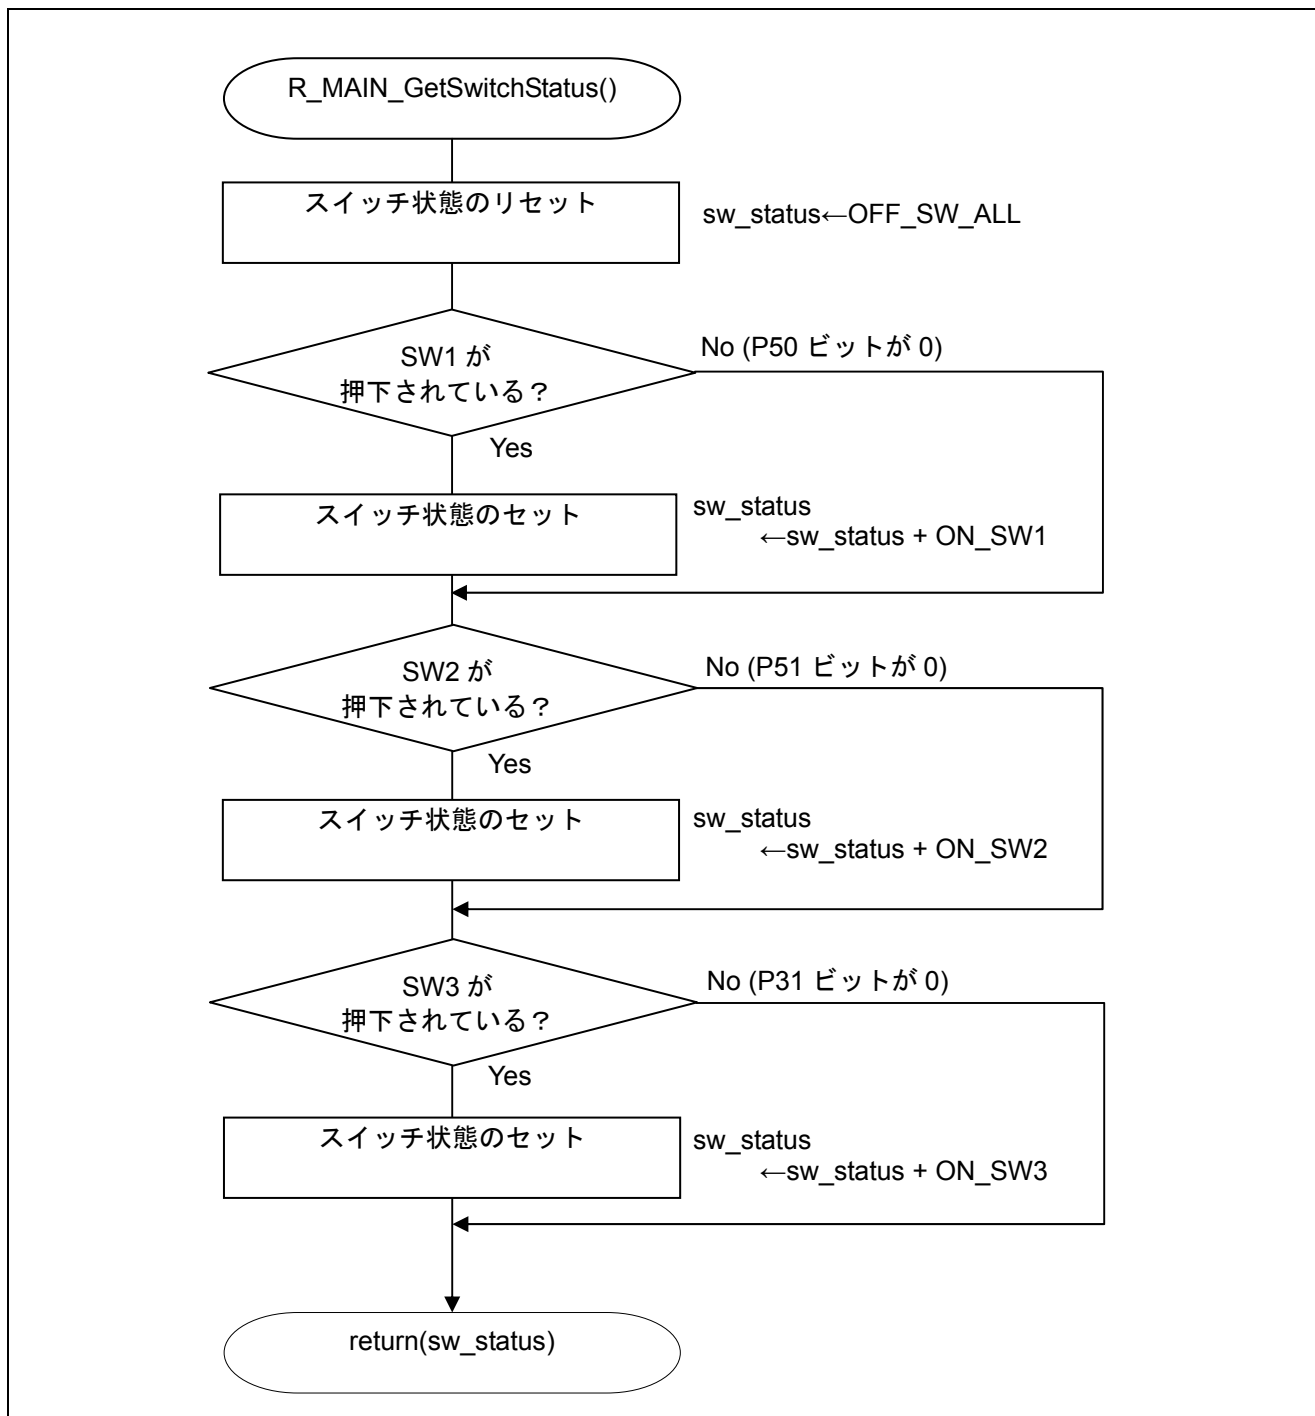 R_MAIN_GetSwitchStatus()
スイッチ状態のリセット
sw_status←OFF_SW_ALL
SW1 が
押下されている？
No (P50 ビットが 0)
Yes
スイッチ状態のセット
sw_status
←sw_status + ON_SW1
SW2 が
押下されている？
No (P51 ビットが 0)
Yes
スイッチ状態のセット
sw_status
←sw_status + ON_SW2
SW3 が
押下されている？
No (P31 ビットが 0)
Yes
スイッチ状態のセット
sw_status
←sw_status + ON_SW3
return(sw_status)